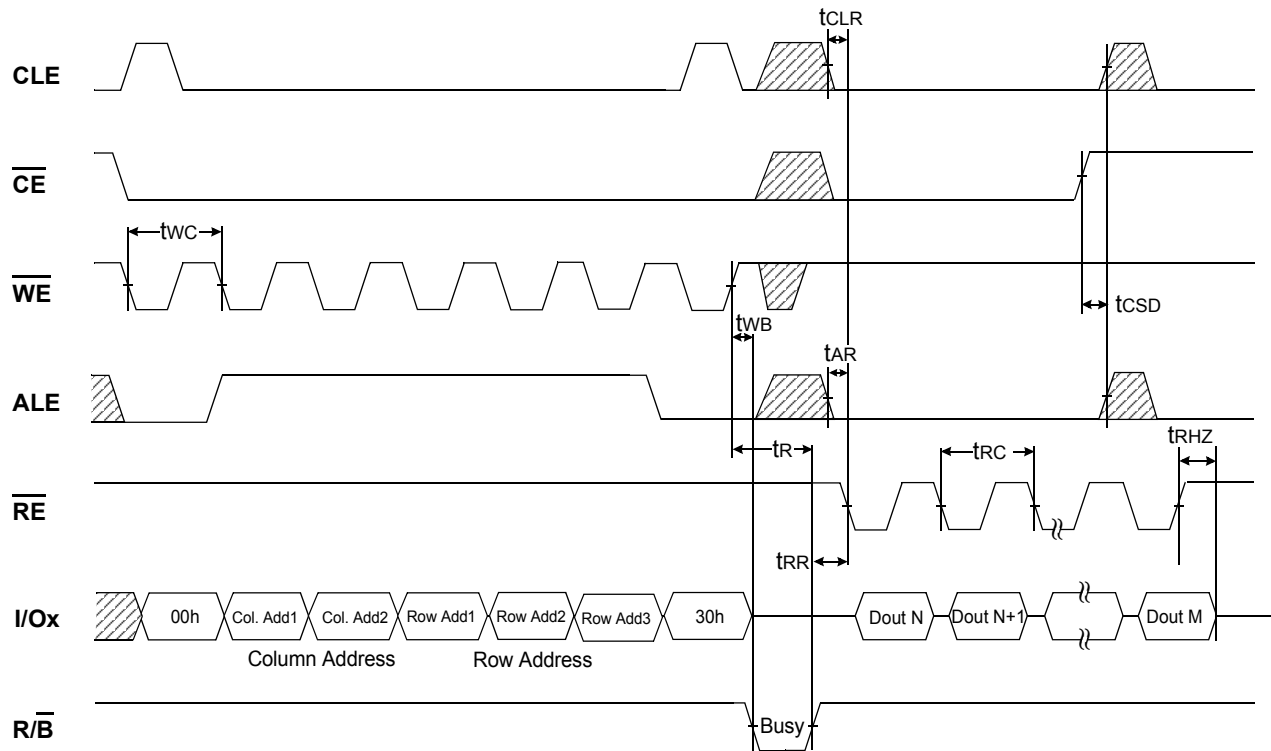 tCLR
CLE
CE
tWC
WE
tCSD
tWB
tAR
ALE
tR
tRC
tRHZ
RE
tRR
I/Ox
00h
Col. Add1
Col. Add2
Row Add1
Row Add2
Row Add3
30h
Dout N
Dout N+1
Dout M
Column Address
Row Address
R/B
Busy